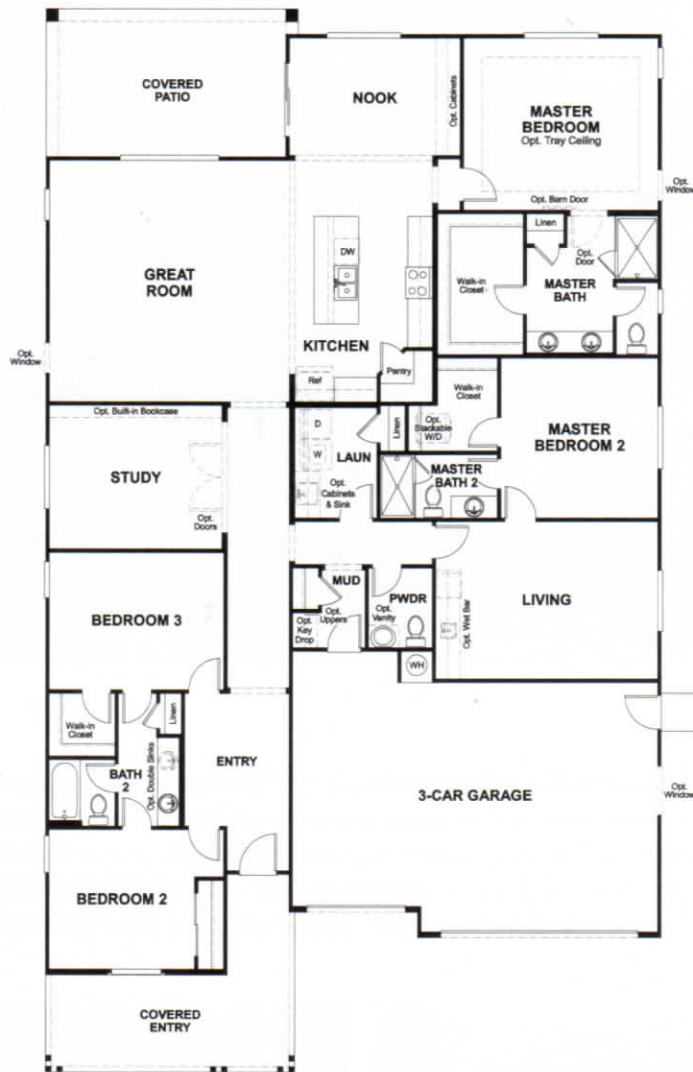 COVERED
PATIO
NOOK
Opt. Cabinets
MASTER
BEDROOM
Opt. Tray Ceiling
Opt.
Window
Opt. Barn Door
Linen
Opt.
Door
Walk-in
Closet
MASTER
BATH
DW
GREAT
ROOM
KITCHEN
Opt.
Window
Ref
Pantry
Opt. Built-in Bookcase
STUDY
Opt.
Doors
D
W
LAUN
Opt.
Cabinets
& Sink
Linen
Opt.
Stackable
W/D
Walk-in
Closet
MASTER
BEDROOM 2
MASTER
BATH 2
BEDROOM 3
MUD
Opt.
Uppers
Opt.
Key
Drop
PWDR
Opt.
Vanity
Opt. Wet Bar
LIVING
WH
Walk-in
Closet
Linen
BATH
2
Opt. Double Sinks
ENTRY
3-CAR GARAGE
Opt.
Window
BEDROOM 2
COVERED
ENTRY